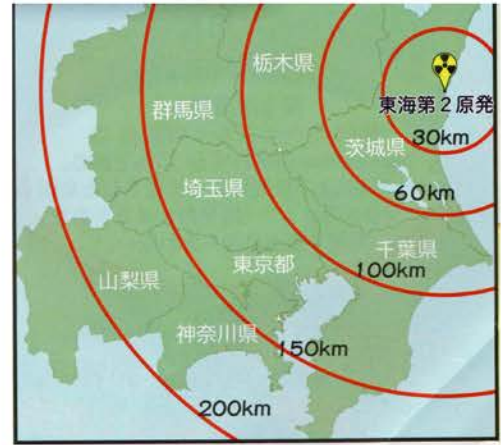 栃木県
東海第2原発
群馬県
30km
茨城県
埼玉県
60km
千葉県
東京都
100km
山梨県
神奈川県
150km
200km